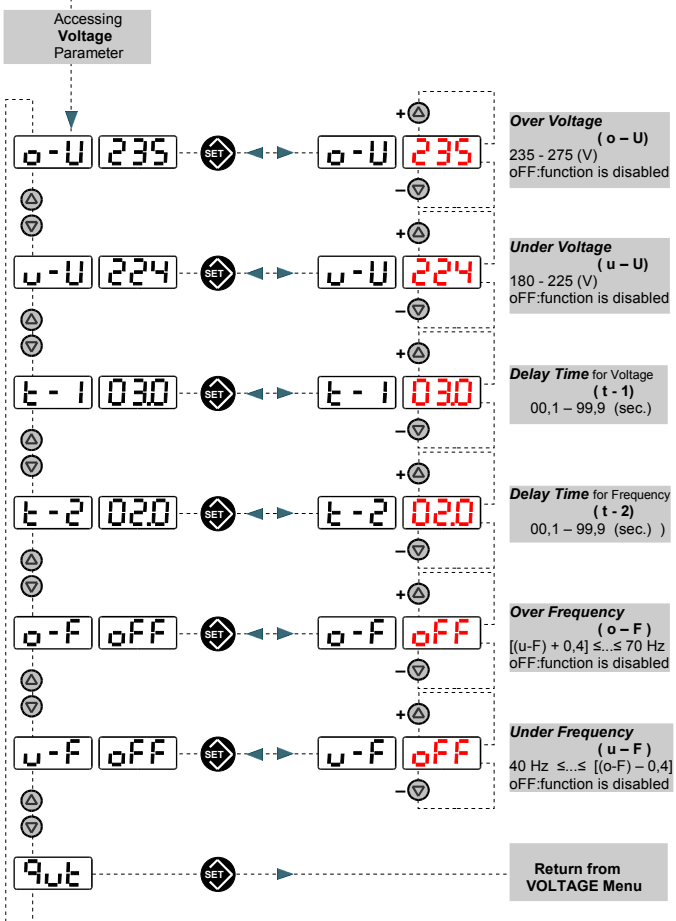 Accessing
Voltage
Parameter
+
o-U 235 SET o-U 235
–
Over Voltage
( o – U)
235 - 275 (V)
oFF:function is disabled
+
u-U 224 SET u-U 224
–
Under Voltage
( u – U)
180 - 225 (V)
oFF:function is disabled
+
t-1 03.0 SET t-1 03.0
–
Delay Time for Voltage
( t - 1)
00,1 – 99,9 (sec.)
+
t-2 02.0 SET t-2 02.0
–
Delay Time for Frequency
( t - 2)
00,1 – 99,9 (sec.) )
+
o-F oFF SET o-F oFF
–
Over Frequency
( o – F )
[(u-F) + 0,4] ≤...≤ 70 Hz
oFF:function is disabled
+
u-F oFF SET u-F oFF
–
Under Frequency
( u – F )
40 Hz ≤...≤ [(o-F) – 0,4]
oFF:function is disabled
qut SET
Return from
VOLTAGE Menu